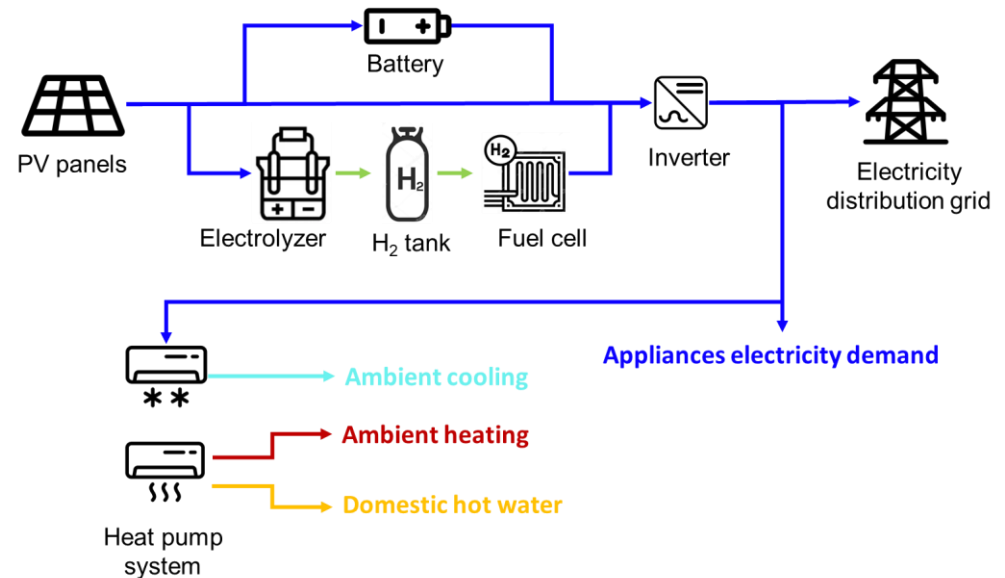 Battery
PV panels
H₂
H₂
Inverter
Electrolyzer
H₂ tank
Fuel cell
Electricity
distribution grid
Appliances electricity demand
Ambient cooling
Ambient heating
Domestic hot water
Heat pump
system